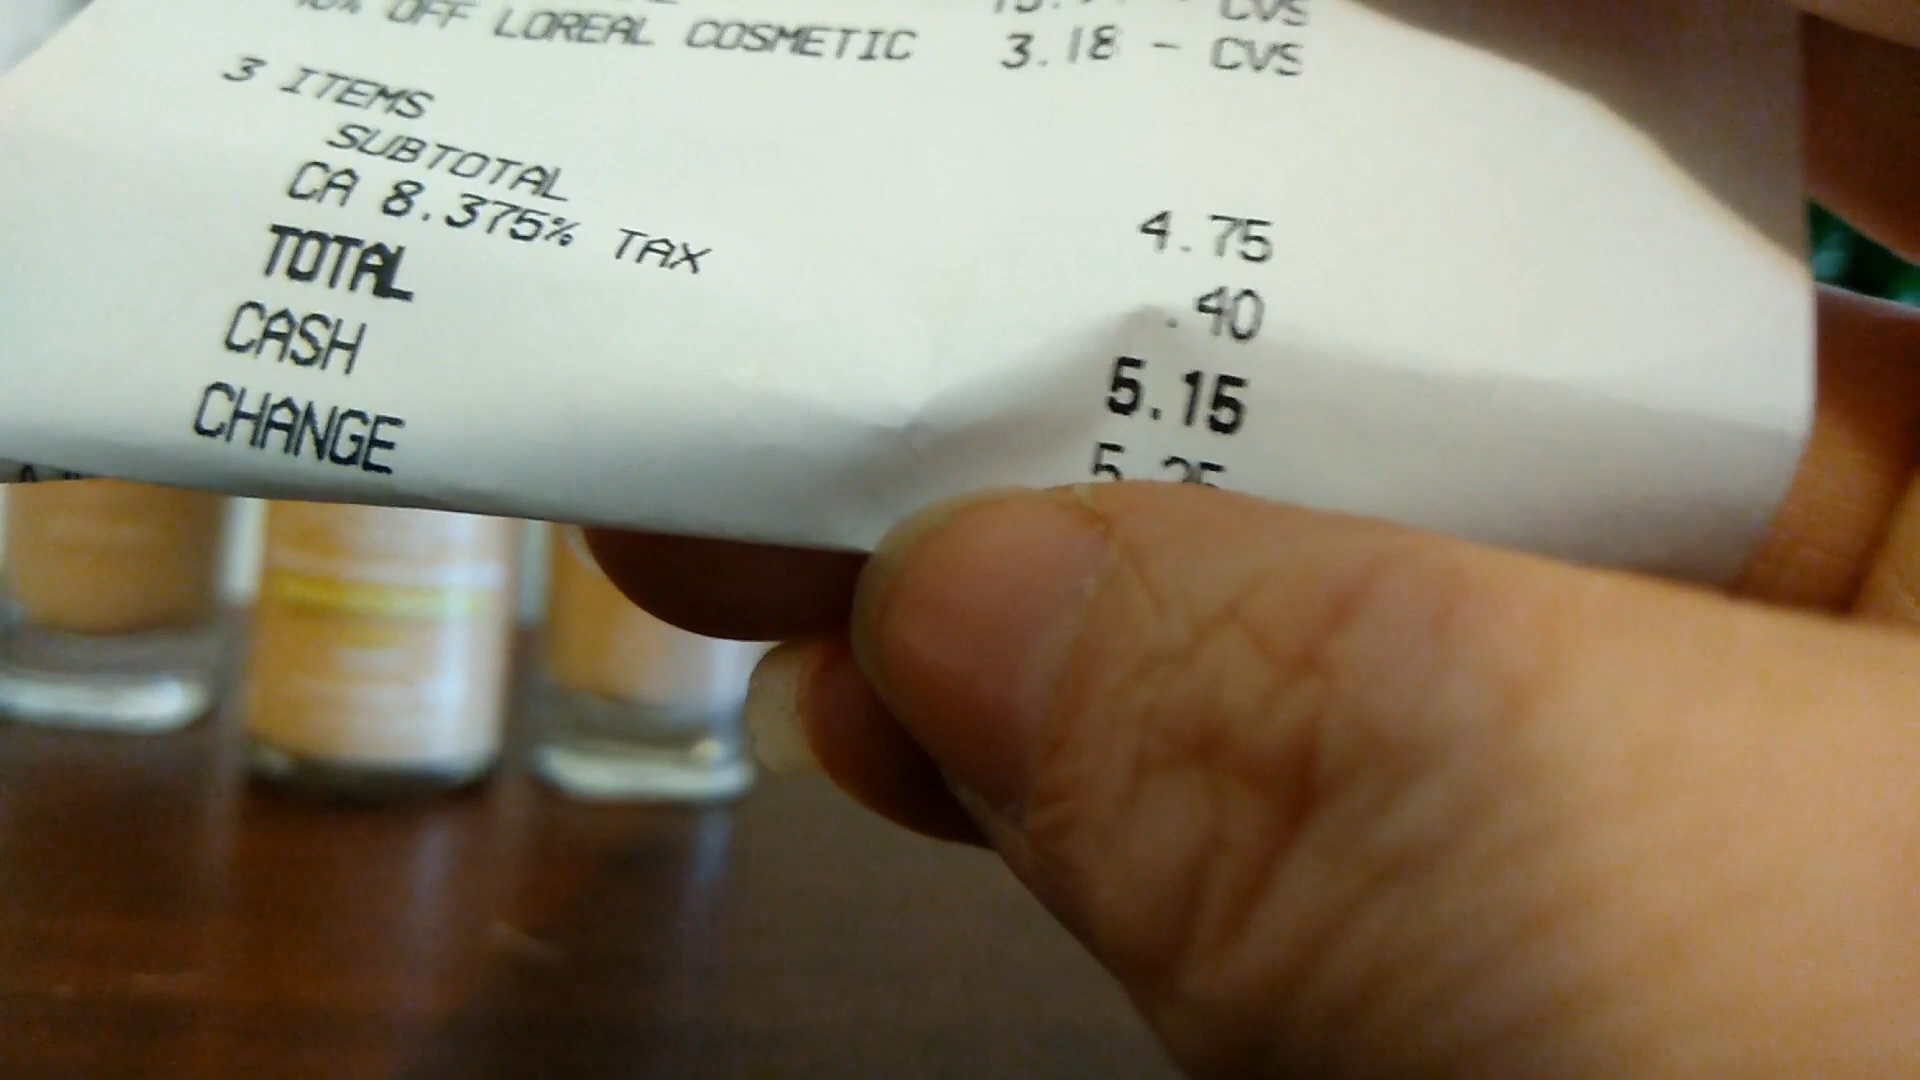 OFF LOREAL COSMETIC 3.18 - CVS
3 ITEMS
SUBTOTAL 4.75
CA 8.375% TAX .40
TOTAL 5.15
CASH
CHANGE